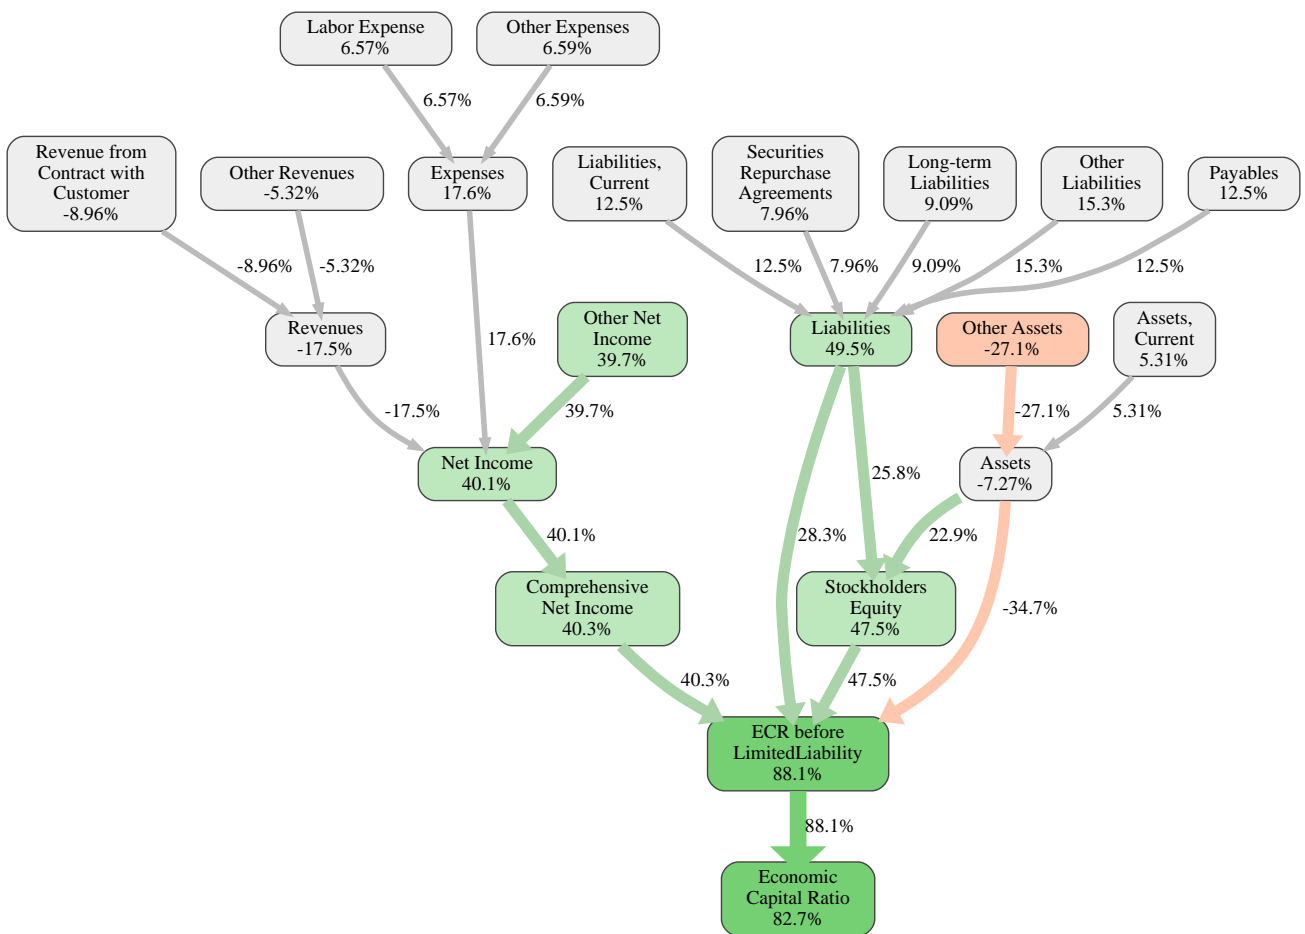 Labor Expense
6.57%
Other Expenses
6.59%
6.57%
6.59%
Revenue from
Contract with
Customer
-8.96%
Other Revenues
-5.32%
Expenses
17.6%
Liabilities,
Current
12.5%
Securities
Repurchase
Agreements
7.96%
Long-term
Liabilities
9.09%
Other
Liabilities
15.3%
Payables
12.5%
-8.96%
-5.32%
12.5%
7.96%
9.09%
15.3%
12.5%
Revenues
-17.5%
17.6%
Other Net
Income
39.7%
Liabilities
49.5%
Other Assets
-27.1%
Assets,
Current
5.31%
-17.5%
39.7%
-27.1%
5.31%
Net Income
40.1%
25.8%
Assets
-7.27%
40.1%
28.3%
22.9%
Comprehensive
Net Income
40.3%
Stockholders
Equity
47.5%
-34.7%
40.3%
47.5%
ECR before
LimitedLiability
88.1%
88.1%
Economic
Capital Ratio
82.7%